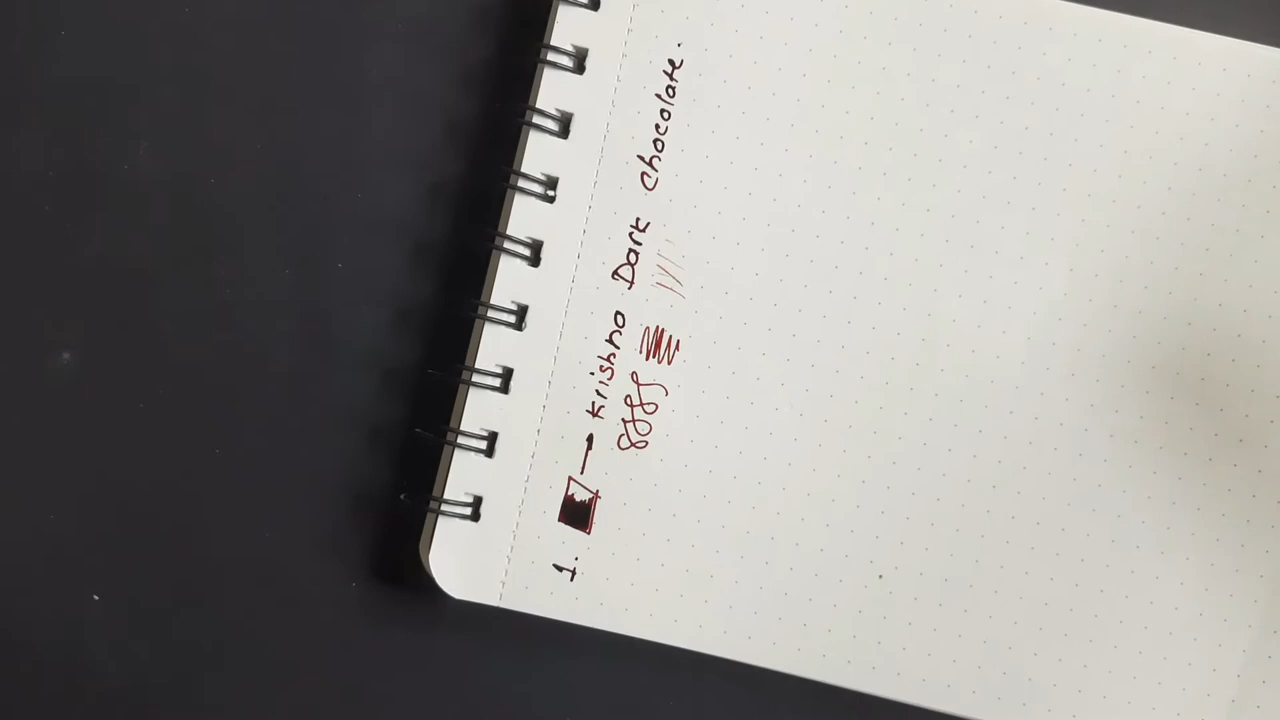 1. → Krishna Dark chocolate.